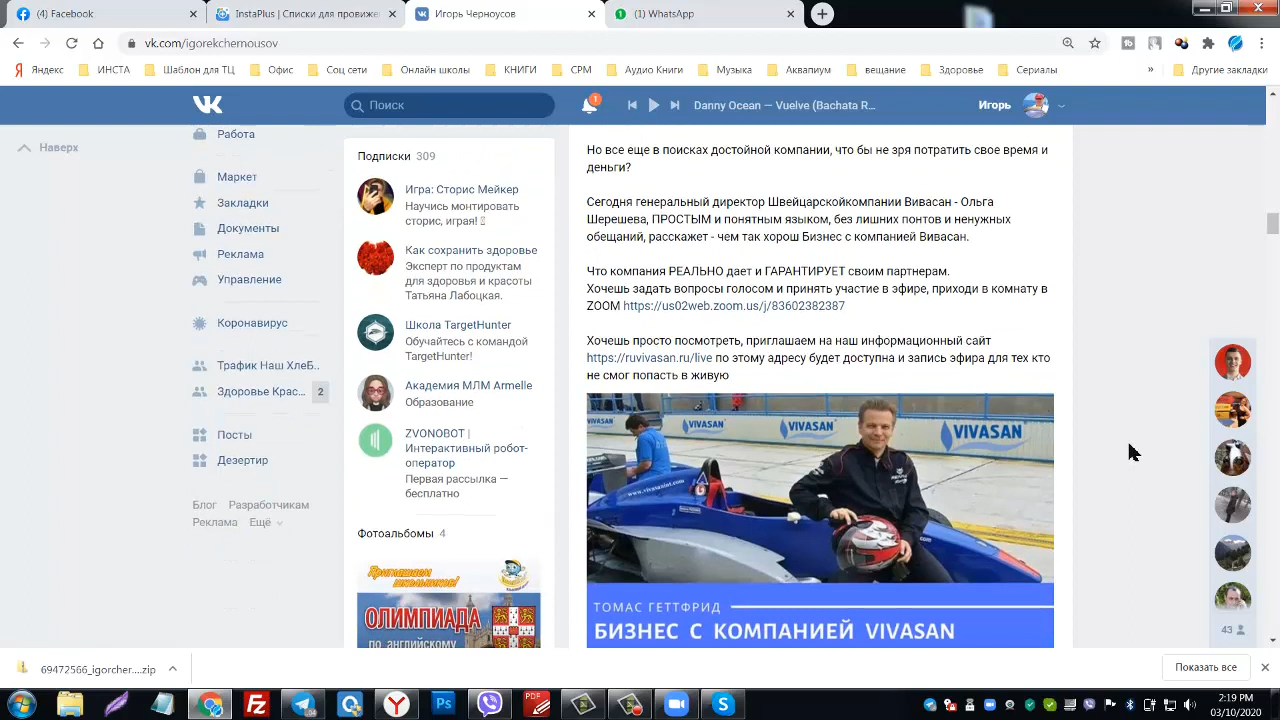 (4) Facebook
InstaPlus | Списки для провижен
Игорь Черноусов
(1) WhatsApp
vk.com/igorekchernousov
Яндекс
ИНСТА
Шаблон для ТЦ
Офис
Соц сети
Онлайн школы
КНИГИ
СРМ
Аудио Книги
Музыка
Аквапиум
вещание
Здоровье
Сериалы
»
Другие закладки
Поиск
1
Danny Ocean — Vuelve (Bachata R...
Игорь
Наверх
Работа
Маркет
Закладки
Документы
Реклама
Управление
Коронавирус
Трафик Наш ХлеБ..
Здоровье Крас... 2
Посты
Дезертир
Блог Разработчикам
Реклама Ещё
Подписки 309
Игра: Сторис Мейкер
Научись монтировать
сторис, играя!
Как сохранить здоровье
Эксперт по продуктам
для здоровья и красоты
Татьяна Лабоцкая.
Школа TargetHunter
Обучайтесь с командой
TargetHunter!
Академия МЛМ Armelle
Образование
ZVONOBOT |
Интерактивный робот-
оператор
Первая рассылка —
бесплатно
Фотоальбомы 4
Приглашаем
школьников!
ОЛИМПИАДА
по английскому
Но все еще в поисках достойной компании, что бы не зря потратить свое время и
деньги?
Сегодня генеральный директор Швейцарскойкомпании Вивасан - Ольга
Шерешева, ПРОСТЫМ и понятным языком, без лишних понтов и ненужных
обещаний, расскажет - чем так хорош Бизнес с компанией Вивасан.
Что компания РЕАЛЬНО дает и ГАРАНТИРУЕТ своим партнерам.
Хочешь задать вопросы голосом и принять участие в эфире, приходи в комнату в
ZOOM https://us02web.zoom.us/j/83602382387
Хочешь просто посмотреть, приглашаем на наш информационный сайт
https://ruvivasan.ru/live по этому адресу будет доступна и запись эфира для тех кто
не смог попасть в живую
VIVASAN
VIVASAN
VIVASAN
www.vivasanint.com
ТОМАС ГЕТТФРИД
БИЗНЕС С КОМПАНИЕЙ VIVASAN
43
69472566_igorcher....zip
Показать все
2:19 PM
03/10/2020